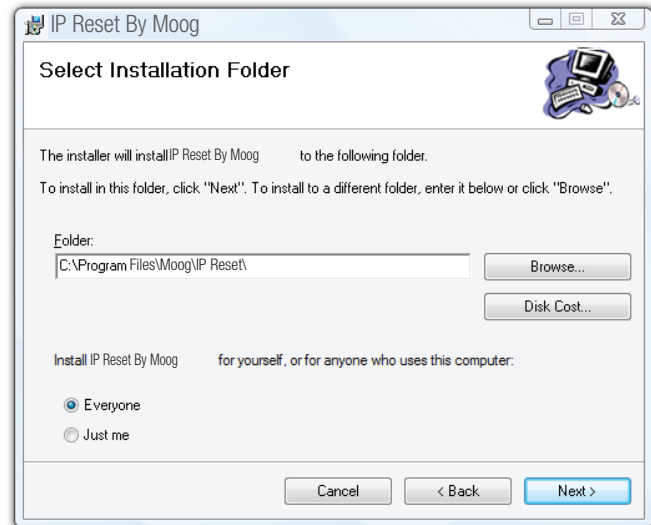 IP Reset By Moog
Select Installation Folder
The installer will install IP Reset By Moog to the following folder.
To install in this folder, click "Next". To install to a different folder, enter it below or click "Browse".
Folder:
C:\Program Files\Moog\IP Reset\
Browse...
Disk Cost...
Install IP Reset By Moog for yourself, or for anyone who uses this computer:
Everyone
Just me
Cancel
< Back
Next >